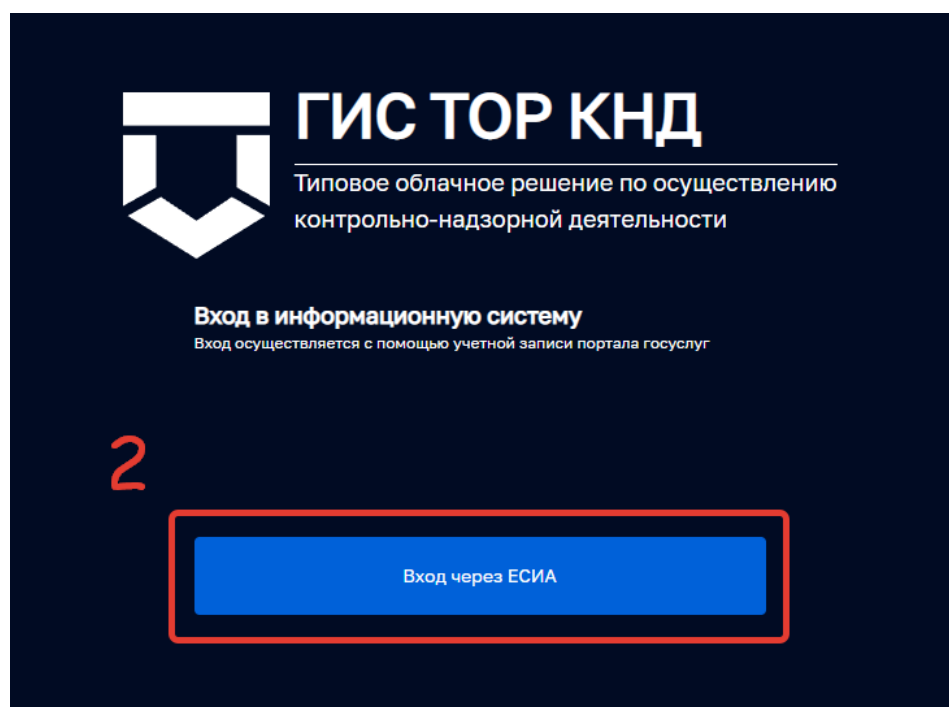 ГИС ТОР КНД
Типовое облачное решение по осуществлению
контрольно-надзорной деятельности
Вход в информационную систему
Вход осуществляется с помощью учетной записи портала госуслуг
2
Вход через ЕСИА